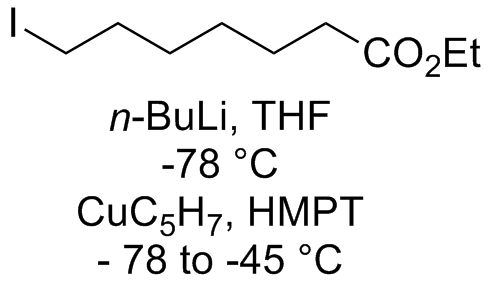 I
CO₂Et
n-BuLi, THF
-78 °C
CuC₅H₇, HMPT
- 78 to -45 °C